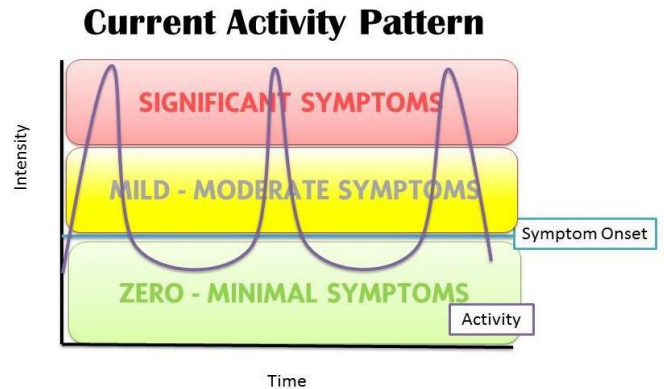 Current Activity Pattern
SIGNIFICANT SYMPTOMS
Intensity
MILD - MODERATE SYMPTOMS
Symptom Onset
ZERO - MINIMAL SYMPTOMS
Activity
Time